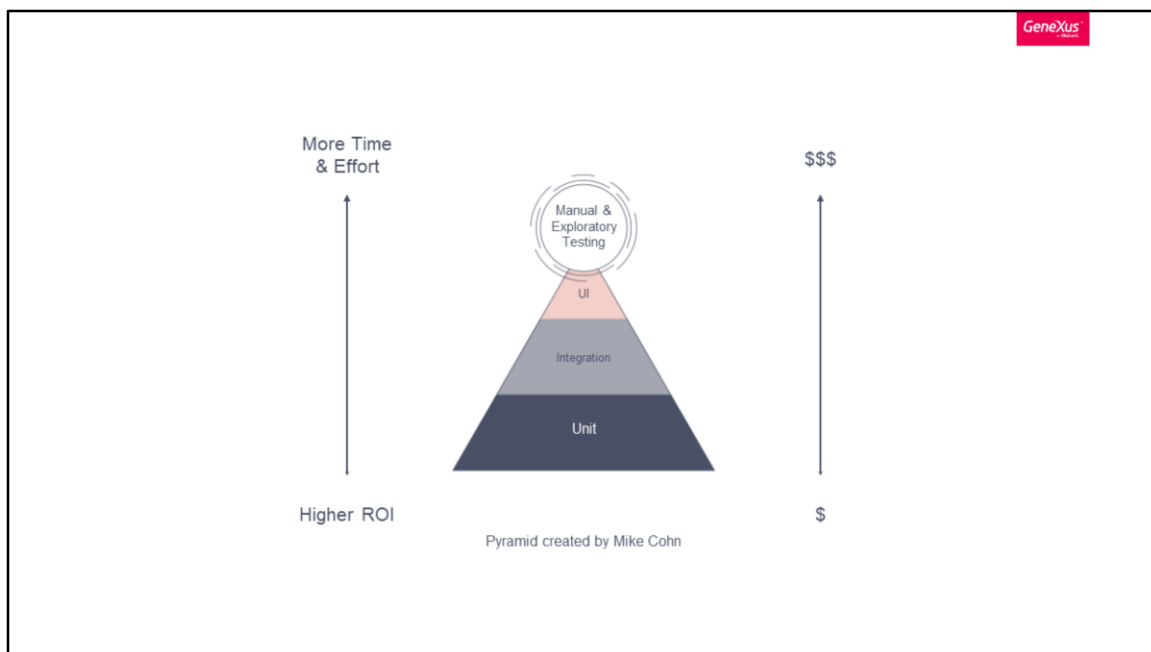 GeneXus
More Time
& Effort
$$$
Manual &
Exploratory
Testing
UI
Integration
Unit
Higher ROI
$
Pyramid created by Mike Cohn